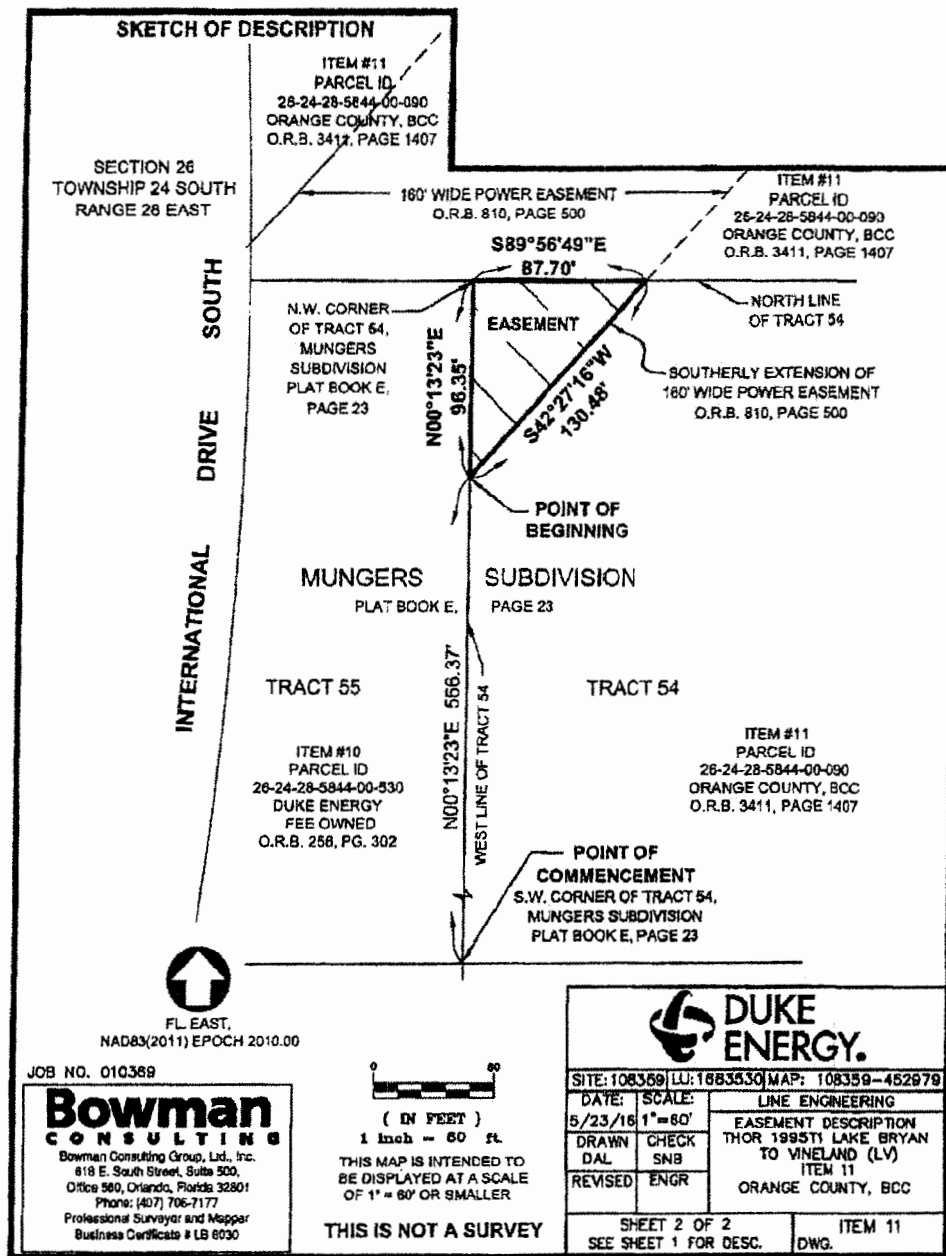 SKETCH OF DESCRIPTION
ITEM #11
PARCEL ID
26-24-28-5844-00-090
ORANGE COUNTY, BCC
O.R.B. 3411, PAGE 1407
SECTION 26
TOWNSHIP 24 SOUTH
RANGE 28 EAST
160' WIDE POWER EASEMENT
O.R.B. 810, PAGE 500
ITEM #11
PARCEL ID
26-24-28-5844-00-090
ORANGE COUNTY, BCC
O.R.B. 3411, PAGE 1407
S89°56'49"E
87.70'
N.W. CORNER
OF TRACT 54,
MUNGERS
SUBDIVISION
PLAT BOOK E,
PAGE 23
EASEMENT
NORTH LINE
OF TRACT 54
SOUTHERLY EXTENSION OF
160' WIDE POWER EASEMENT
O.R.B. 810, PAGE 500
N00°13'23"E
96.35'
S42°27'16"W
130.48'
INTERNATIONAL DRIVE SOUTH
POINT OF
BEGINNING
MUNGERS SUBDIVISION
PLAT BOOK E, PAGE 23
N00°13'23"E 566.37'
WEST LINE OF TRACT 54
TRACT 55
TRACT 54
ITEM #10
PARCEL ID
26-24-28-5844-00-530
DUKE ENERGY
FEE OWNED
O.R.B. 256, PG. 302
ITEM #11
PARCEL ID
26-24-28-5844-00-090
ORANGE COUNTY, BCC
O.R.B. 3411, PAGE 1407
POINT OF
COMMENCEMENT
S.W. CORNER OF TRACT 54,
MUNGERS SUBDIVISION
PLAT BOOK E, PAGE 23
FL EAST,
NAD83(2011) EPOCH 2010.00
JOB NO. 010369
Bowman
CONSULTING
Bowman Consulting Group, Ltd., Inc.
618 E. South Street, Suite 500,
Office 560, Orlando, Florida 32801
Phone: (407) 706-7177
Professional Surveyor and Mapper
Business Certificate # LB 8030
0 60
( IN FEET )
1 inch = 60 ft.
THIS MAP IS INTENDED TO
BE DISPLAYED AT A SCALE
OF 1" = 60' OR SMALLER
THIS IS NOT A SURVEY
DUKE
ENERGY.
SITE: 108359 LU: 1683530 MAP: 108359-452979
DATE: 5/23/16
SCALE: 1"=60'
DRAWN DAL
CHECK SNB
REVISED ENGR
LINE ENGINEERING
EASEMENT DESCRIPTION
THOR 1995T1 LAKE BRYAN
TO VINELAND (LV)
ITEM 11
ORANGE COUNTY, BCC
SHEET 2 OF 2
SEE SHEET 1 FOR DESC.
ITEM 11
DWG.